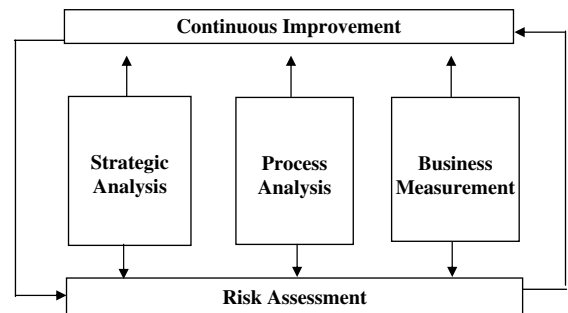 Continuous Improvement
Strategic
Analysis
Process
Analysis
Business
Measurement
Risk Assessment